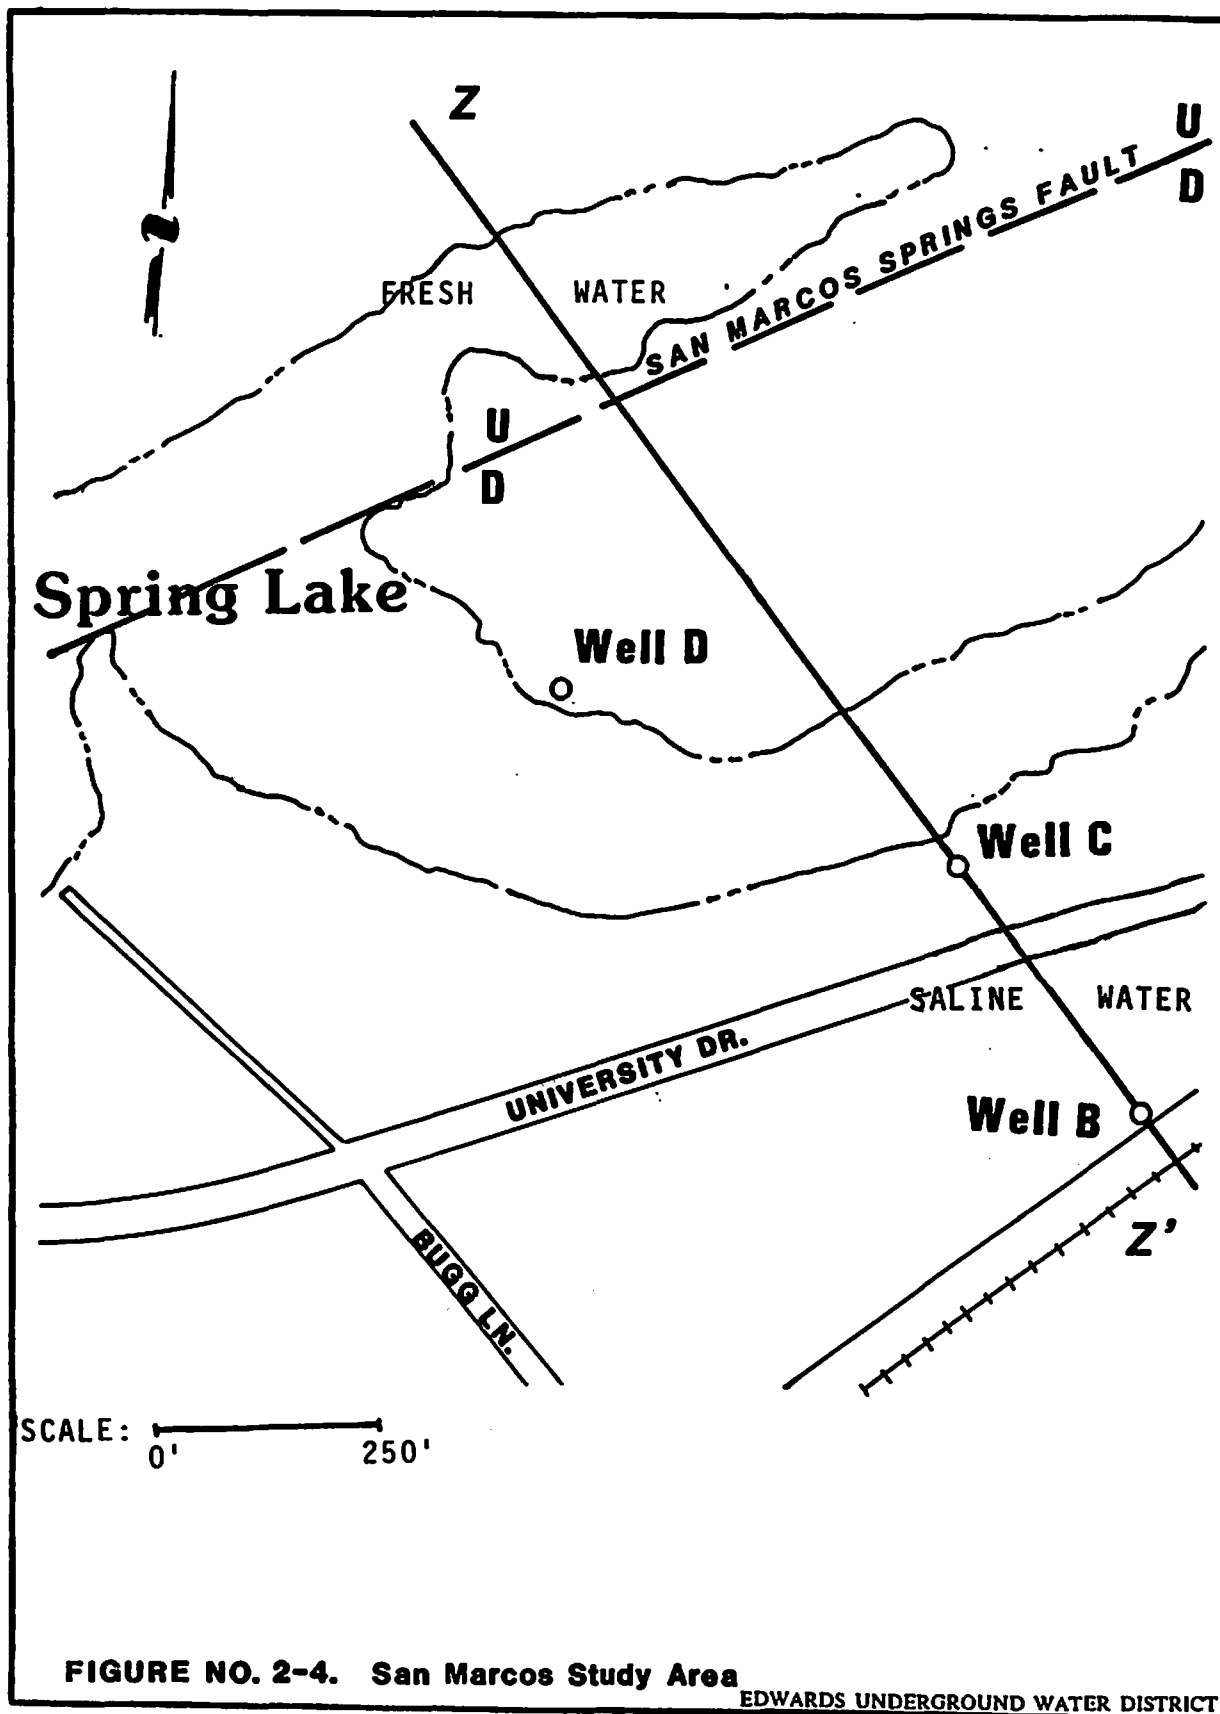 Z
U
D
N
SAN MARCOS SPRINGS FAULT
FRESH WATER
U
D
Spring Lake
Well D
Well C
SALINE WATER
UNIVERSITY DR.
Well B
Z'
BUGG LN.
SCALE:
0' 250'
FIGURE NO. 2-4. San Marcos Study Area
EDWARDS UNDERGROUND WATER DISTRICT